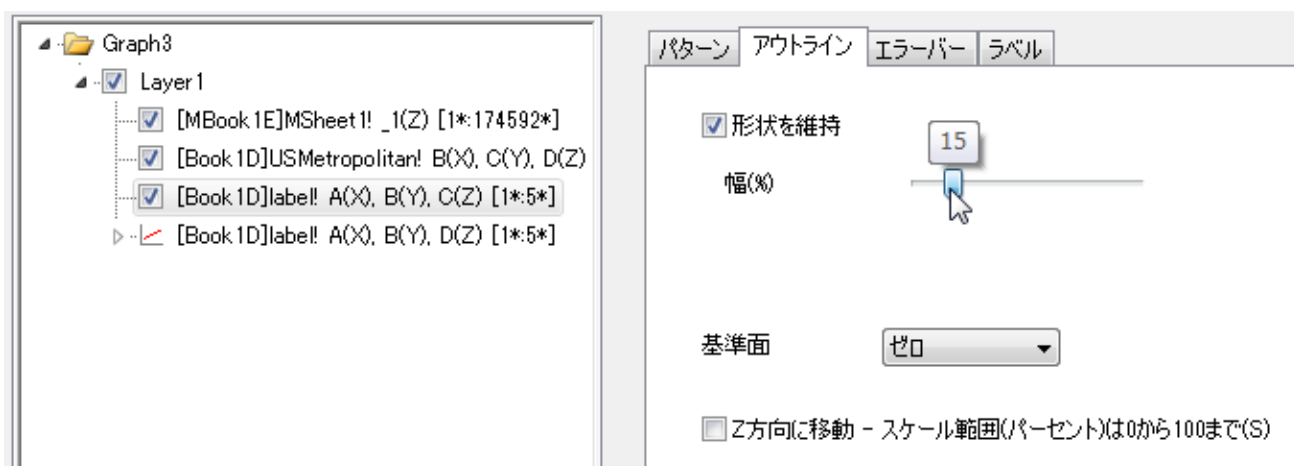 Graph3
Layer1
[MBook1E]MSheet1! _1(Z) [1*:174592*]
[Book1D]USMetropolitan! B(X), C(Y), D(Z)
[Book1D]label! A(X), B(Y), C(Z) [1*:5*]
[Book1D]label! A(X), B(Y), D(Z) [1*:5*]
パターン アウトライン エラーバー ラベル
形状を維持
15
幅(%)
基準面 ゼロ
Z方向に移動 - スケール範囲(パーセント)は0から100まで(S)